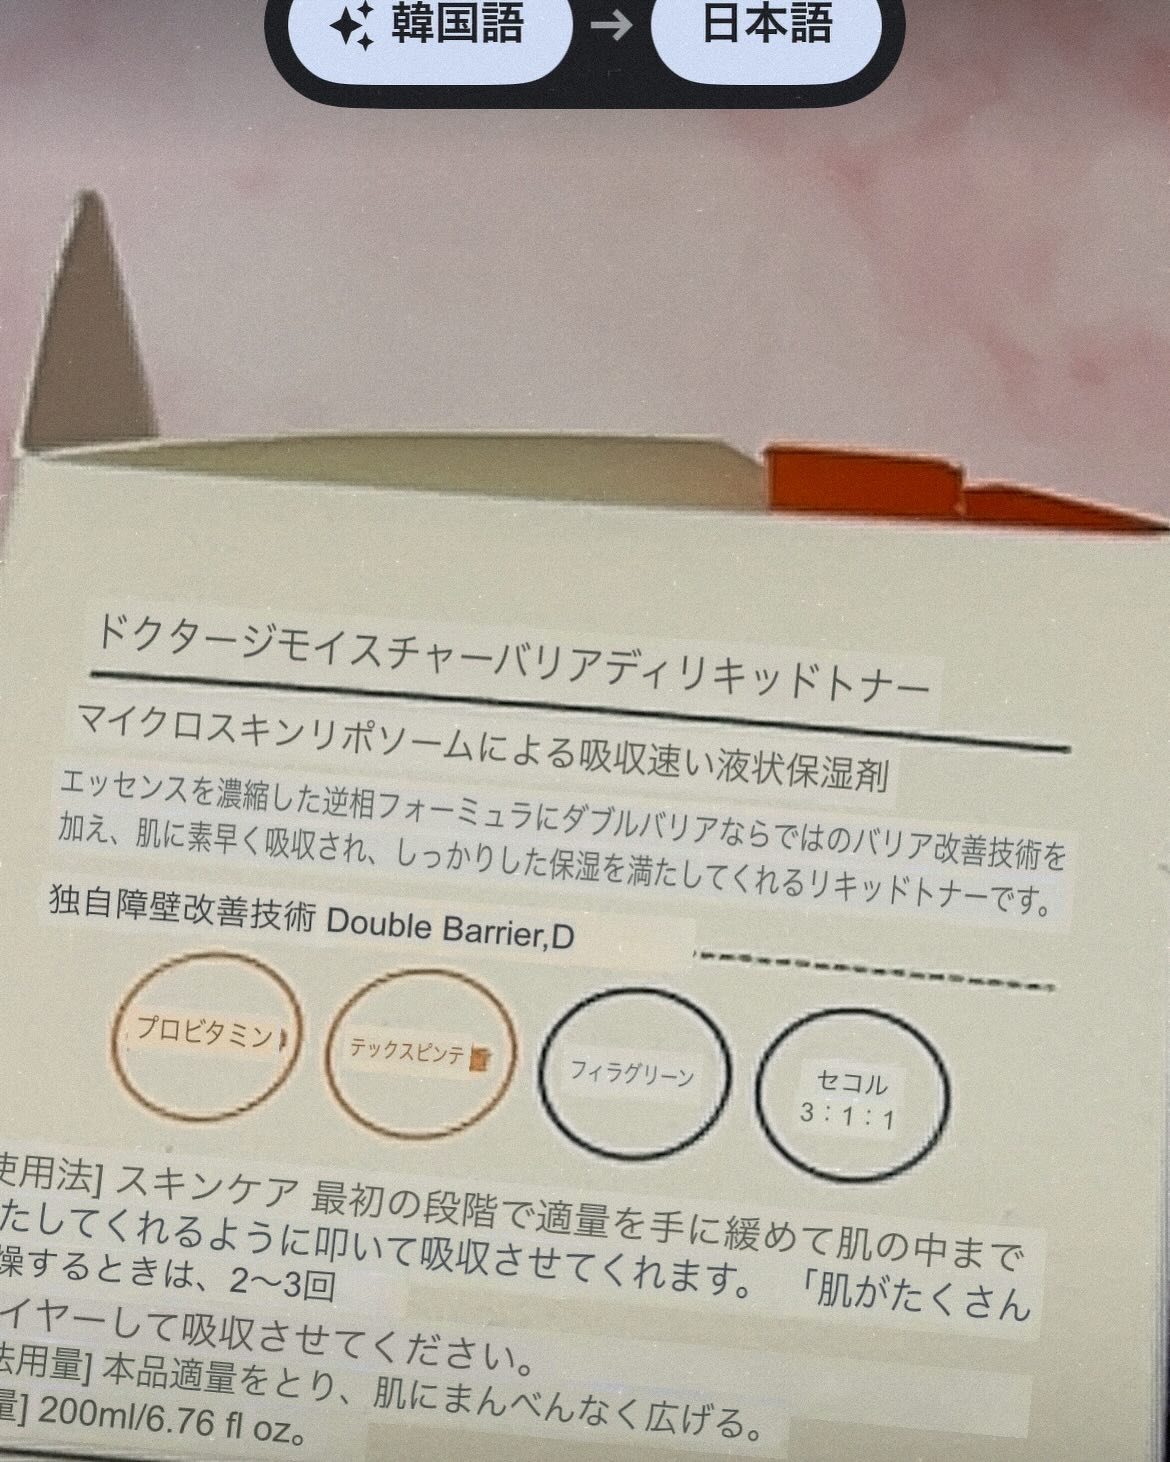 韓国語 → 日本語
ドクタージモイスチャーバリアディリキッドトナー
マイクロスキンリポソームによる吸収速い液状保湿剤
エッセンスを濃縮した逆相フォーミュラにダブルバリアならではのバリア改善技術を
加え、肌に素早く吸収され、しっかりした保湿を満たしてくれるリキッドトナーです。
独自障壁改善技術 Double Barrier,D
プロビタミン
テックスピンテ
フィラグリーン
セコル
3:1:1
使用法] スキンケア 最初の段階で適量を手に緩めて肌の中まで
たしてくれるように叩いて吸収させてくれます。 「肌がたくさん
燥するときは、2〜3回
イヤーして吸収させてください。
法用量] 本品適量をとり、肌にまんべんなく広げる。
量] 200ml/6.76 fl oz。